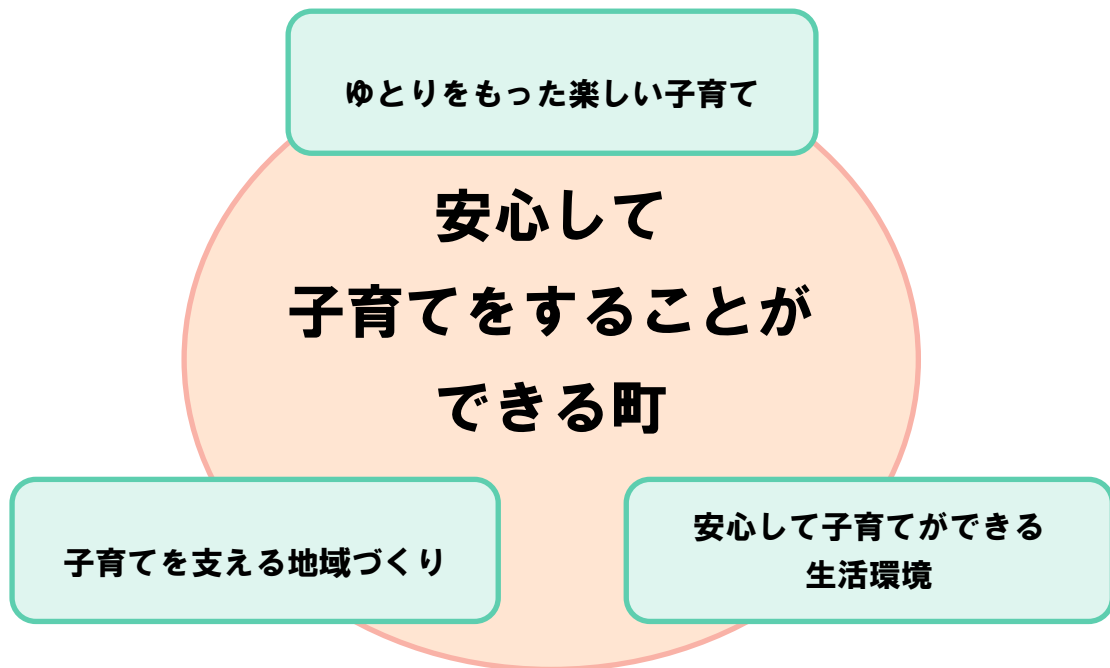 ゆとりをもった楽しい子育て
安心して
子育てをすることが
できる町
子育てを支える地域づくり
安心して子育てができる
生活環境